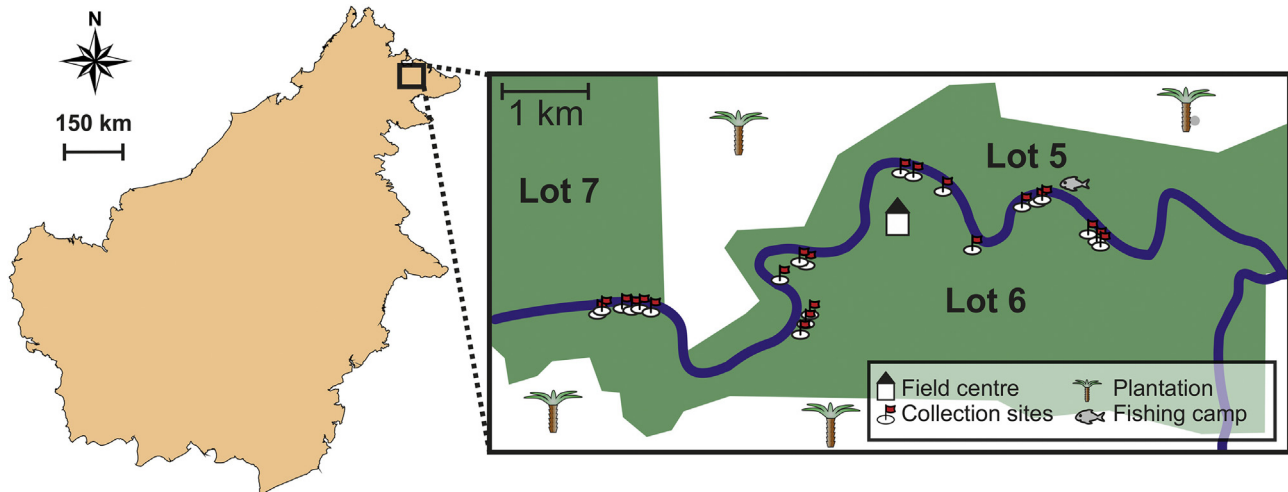 N
150 km
1 km
Lot 7
Lot 5
Lot 6
Field centre
Plantation
Collection sites
Fishing camp